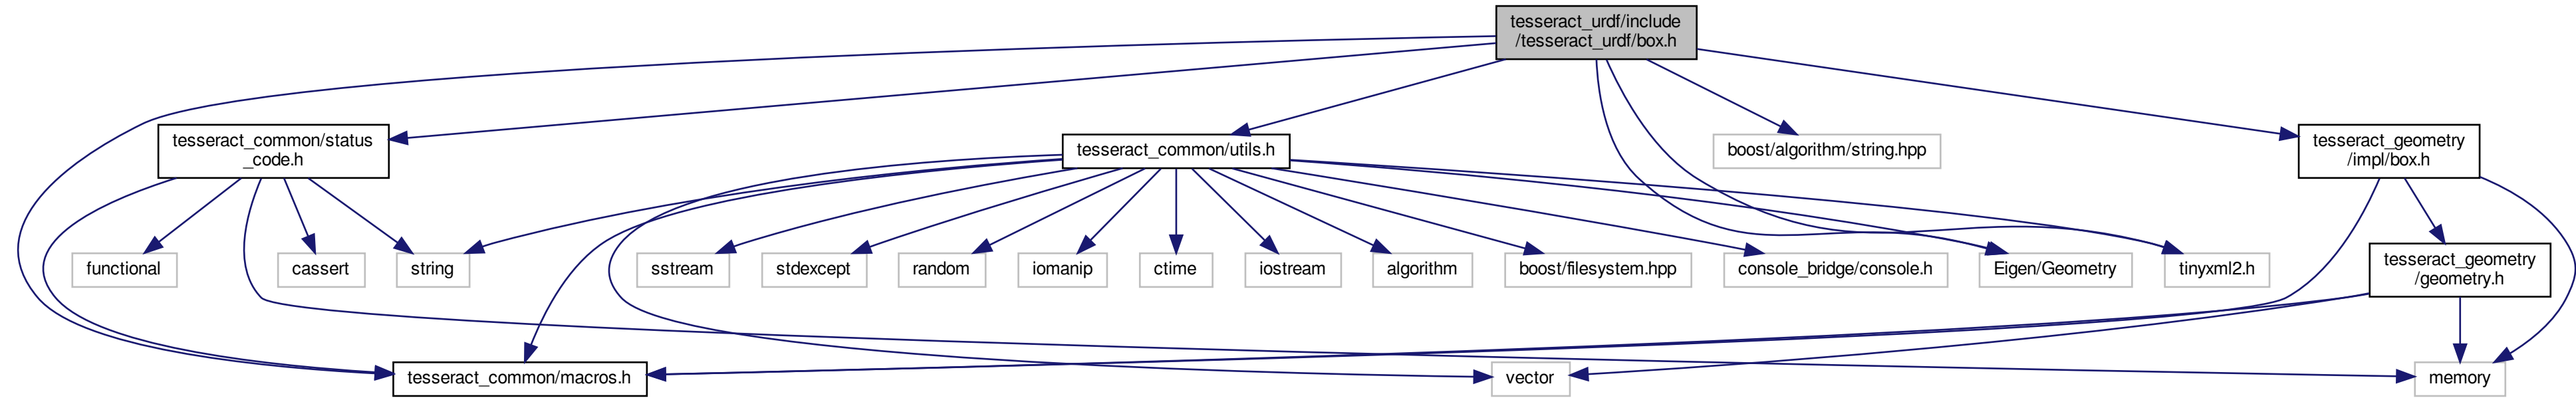 tesseract_urdf/include
/tesseract_urdf/box.h
tesseract_common/status
_code.h
tesseract_common/utils.h
boost/algorithm/string.hpp
tesseract_geometry
/impl/box.h
functional
cassert
string
sstream
stdexcept
random
iomanip
ctime
iostream
algorithm
boost/filesystem.hpp
console_bridge/console.h
Eigen/Geometry
tinyxml2.h
tesseract_geometry
/geometry.h
tesseract_common/macros.h
vector
memory